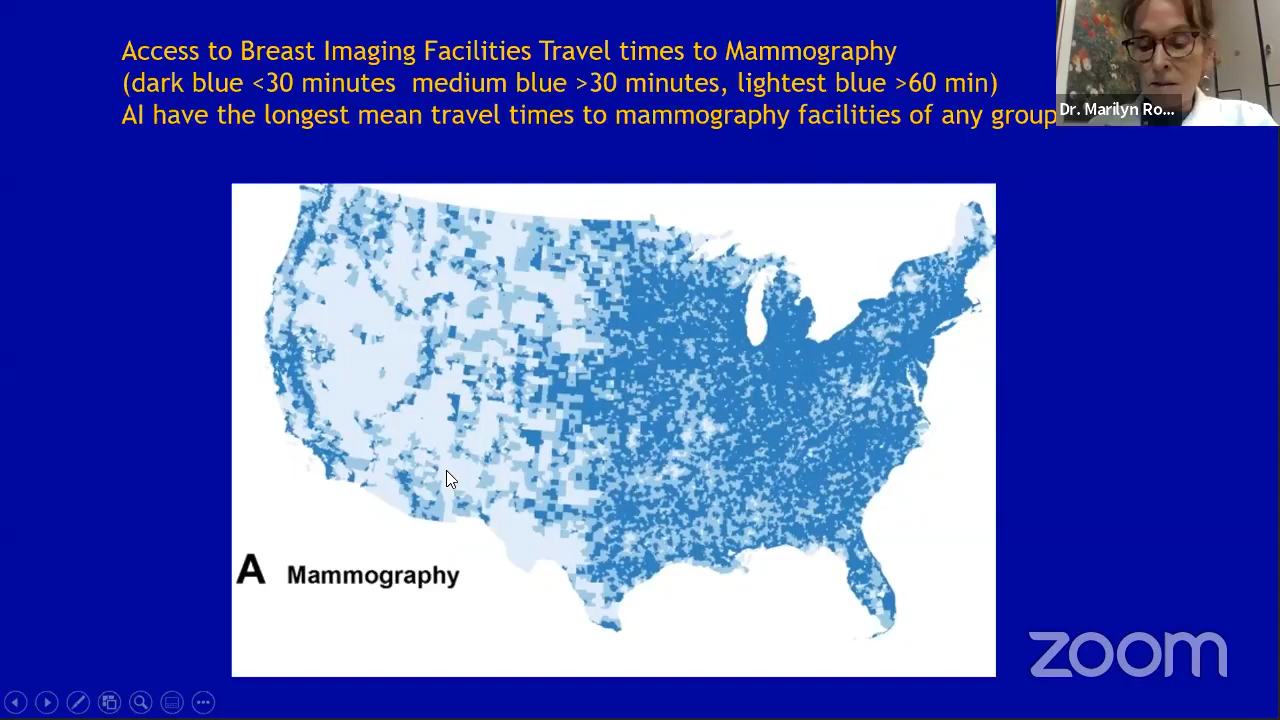 Access to Breast Imaging Facilities Travel times to Mammography
(dark blue <30 minutes medium blue >30 minutes, lightest blue >60 min)
AI have the longest mean travel times to mammography facilities of any group
Dr. Marilyn Ro...
A Mammography
zoom